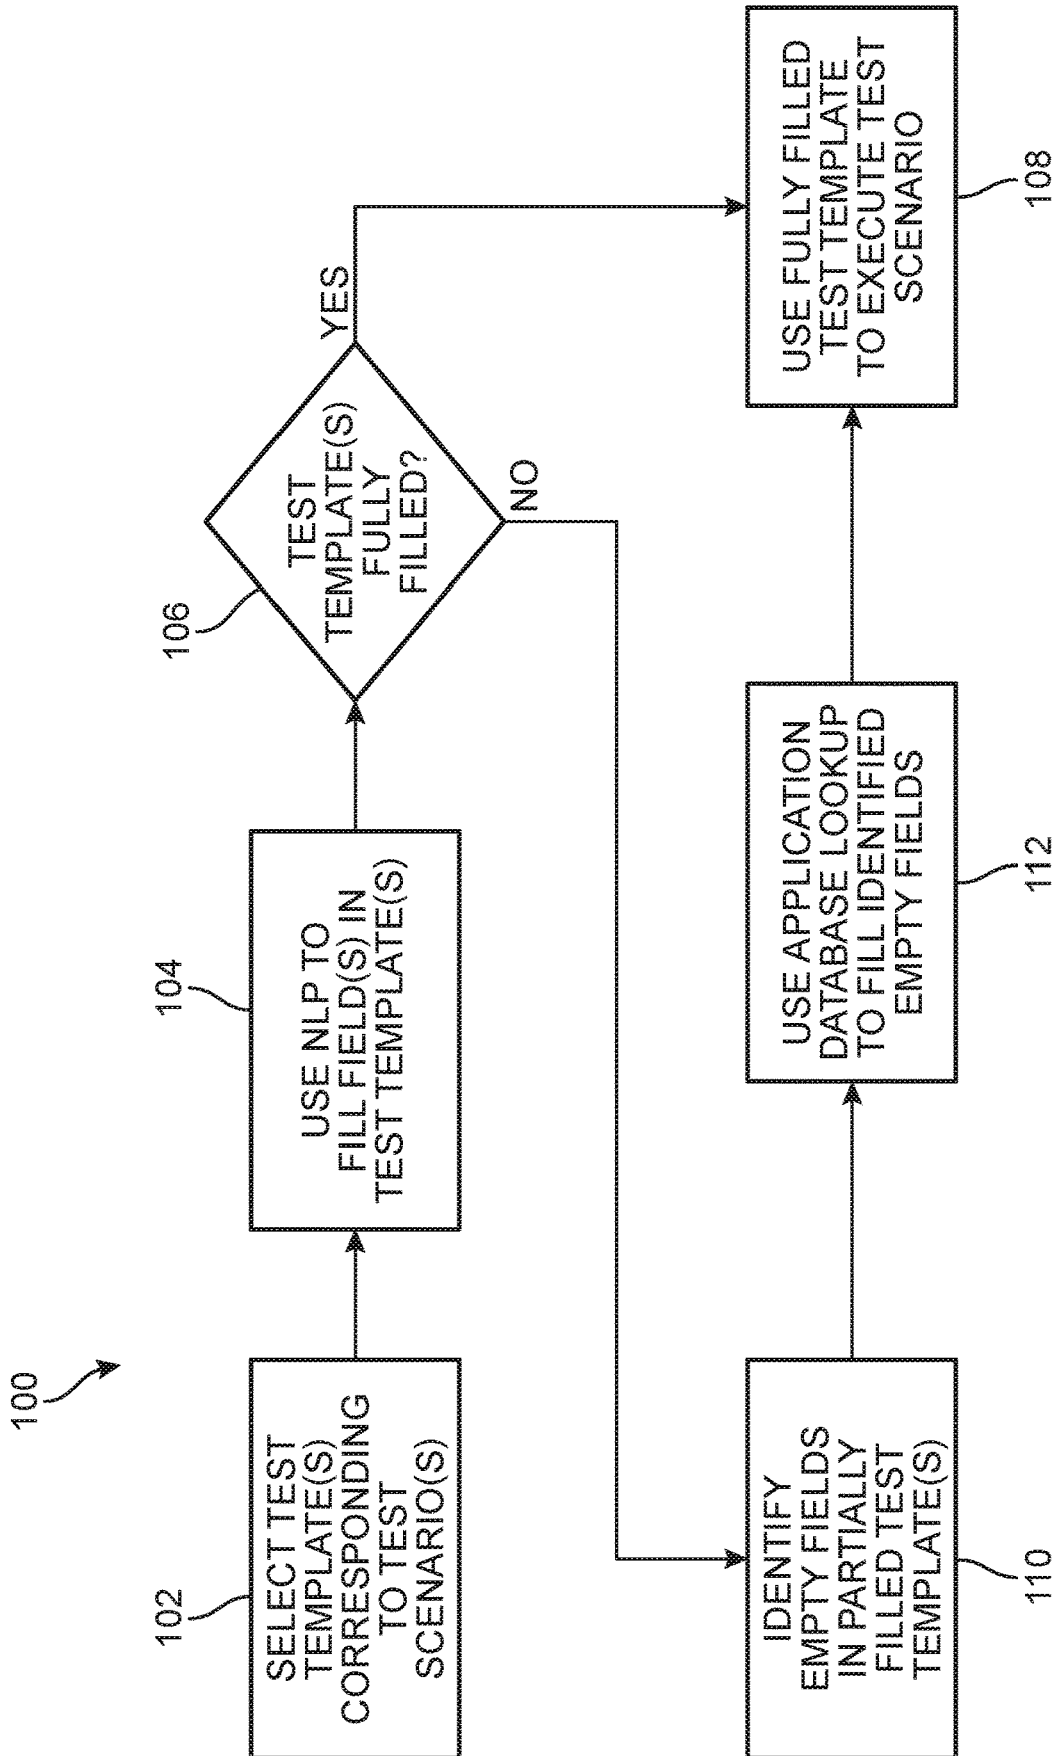 100
102
SELECT TEST
TEMPLATE(S)
CORRESPONDING
TO TEST
SCENARIO(S)
104
USE NLP TO
FILL FIELD(S) IN
TEST TEMPLATE(S)
106
TEST
TEMPLATE(S)
FULLY
FILLED?
YES
NO
IDENTIFY
EMPTY FIELDS
IN PARTIALLY
FILLED TEST
TEMPLATE(S)
110
USE APPLICATION
DATABASE LOOKUP
TO FILL IDENTIFIED
EMPTY FIELDS
112
USE FULLY FILLED
TEST TEMPLATE
TO EXECUTE TEST
SCENARIO
108